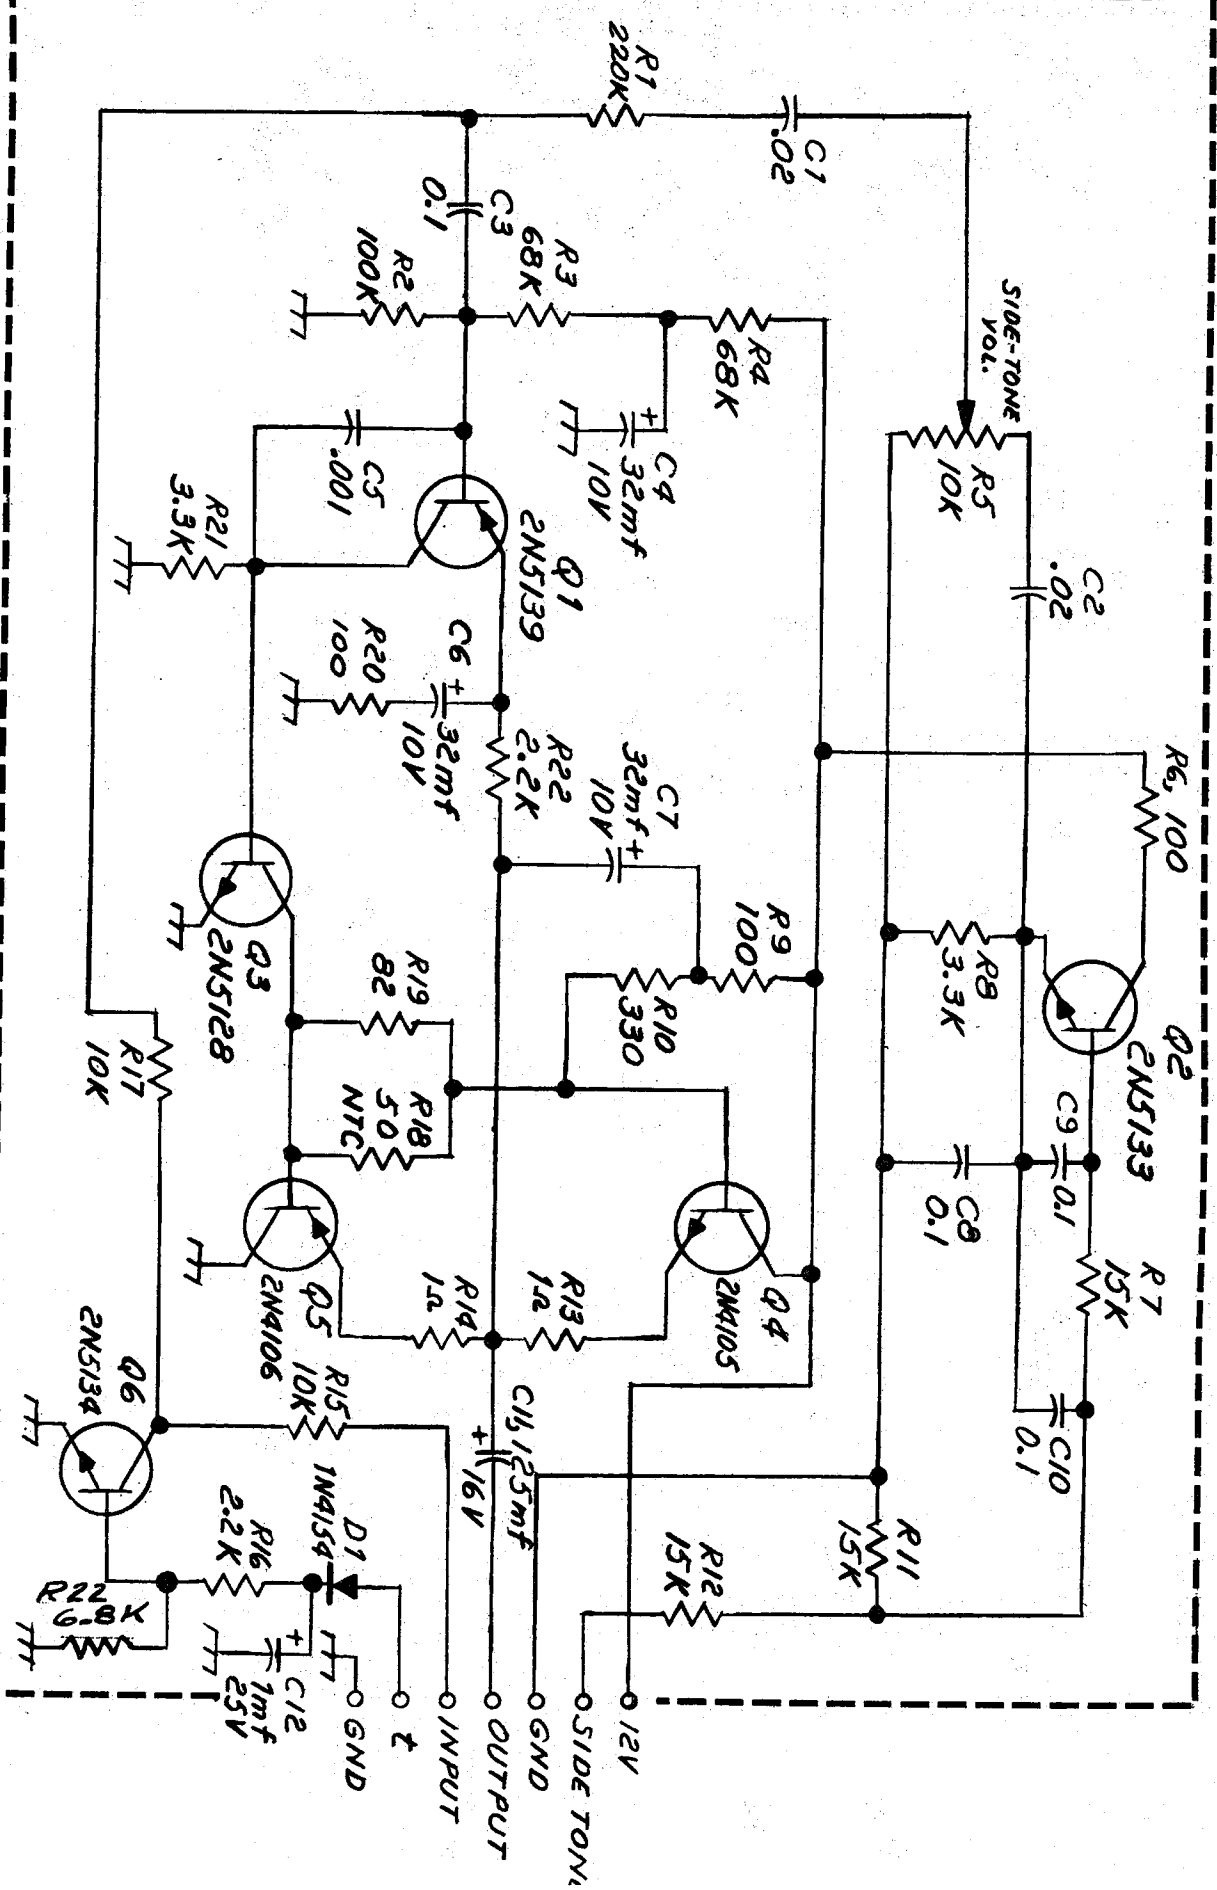 R1
220K
C1
.02
SIDE-TONE
VOL.
R5
10K
C2
.02
R6, 100
Q2
2N5133
R8
3.3K
C9
0.1
C8
0.1
R7
15K
C10
0.1
R11
15K
R12
15K
C3
0.1
R3
68K
R2
100K
R4
68K
+
C4
32mf
10V
C5
.001
R21
3.3K
Q1
2N5139
C6
+
32mf
10V
R20
100
R22
2.2K
C7
32mf
10V
+
R9
100
R10
330
Q3
2N5128
R19
82
R18
50
NTC
Q4
2N4105
R13
1Ω
R14
1Ω
Q5
2N4106
C11, 125mf
+
16V
R17
10K
R15
10K
Q6
2N5134
D1
1N4154
R16
2.2K
R22
6.8K
+
C12
1mf
25V
12V
SIDE TONE
GND
OUTPUT
INPUT
t
GND